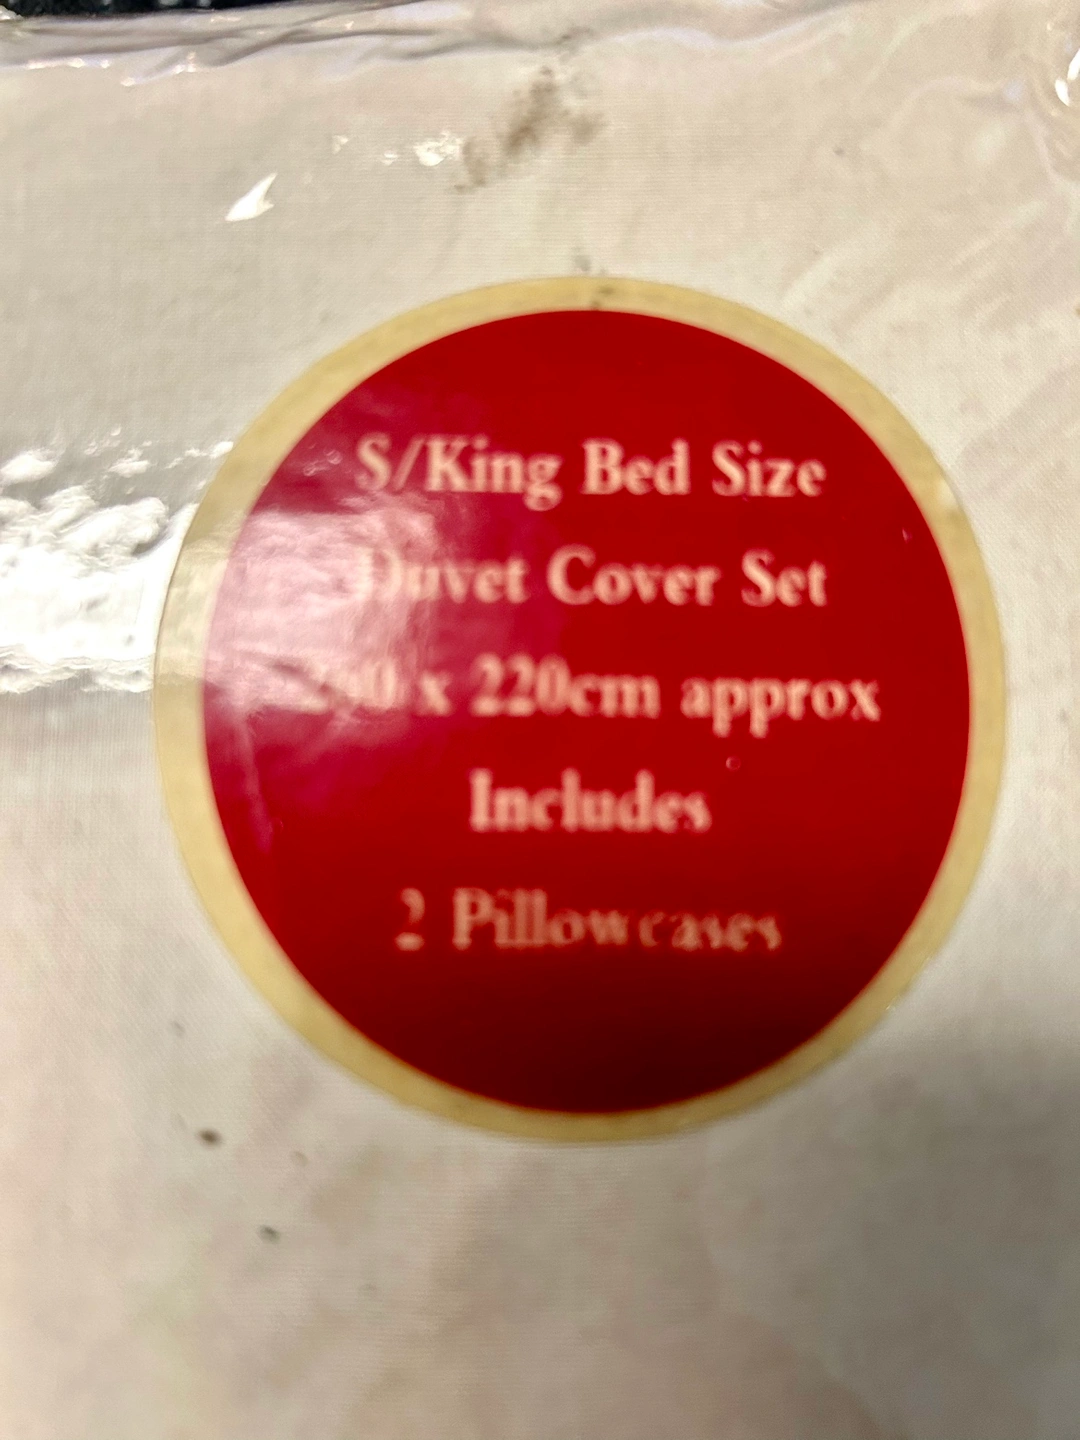 S/King Bed Size
Duvet Cover Set
x 220cm approx
Includes
2 Pillowcases